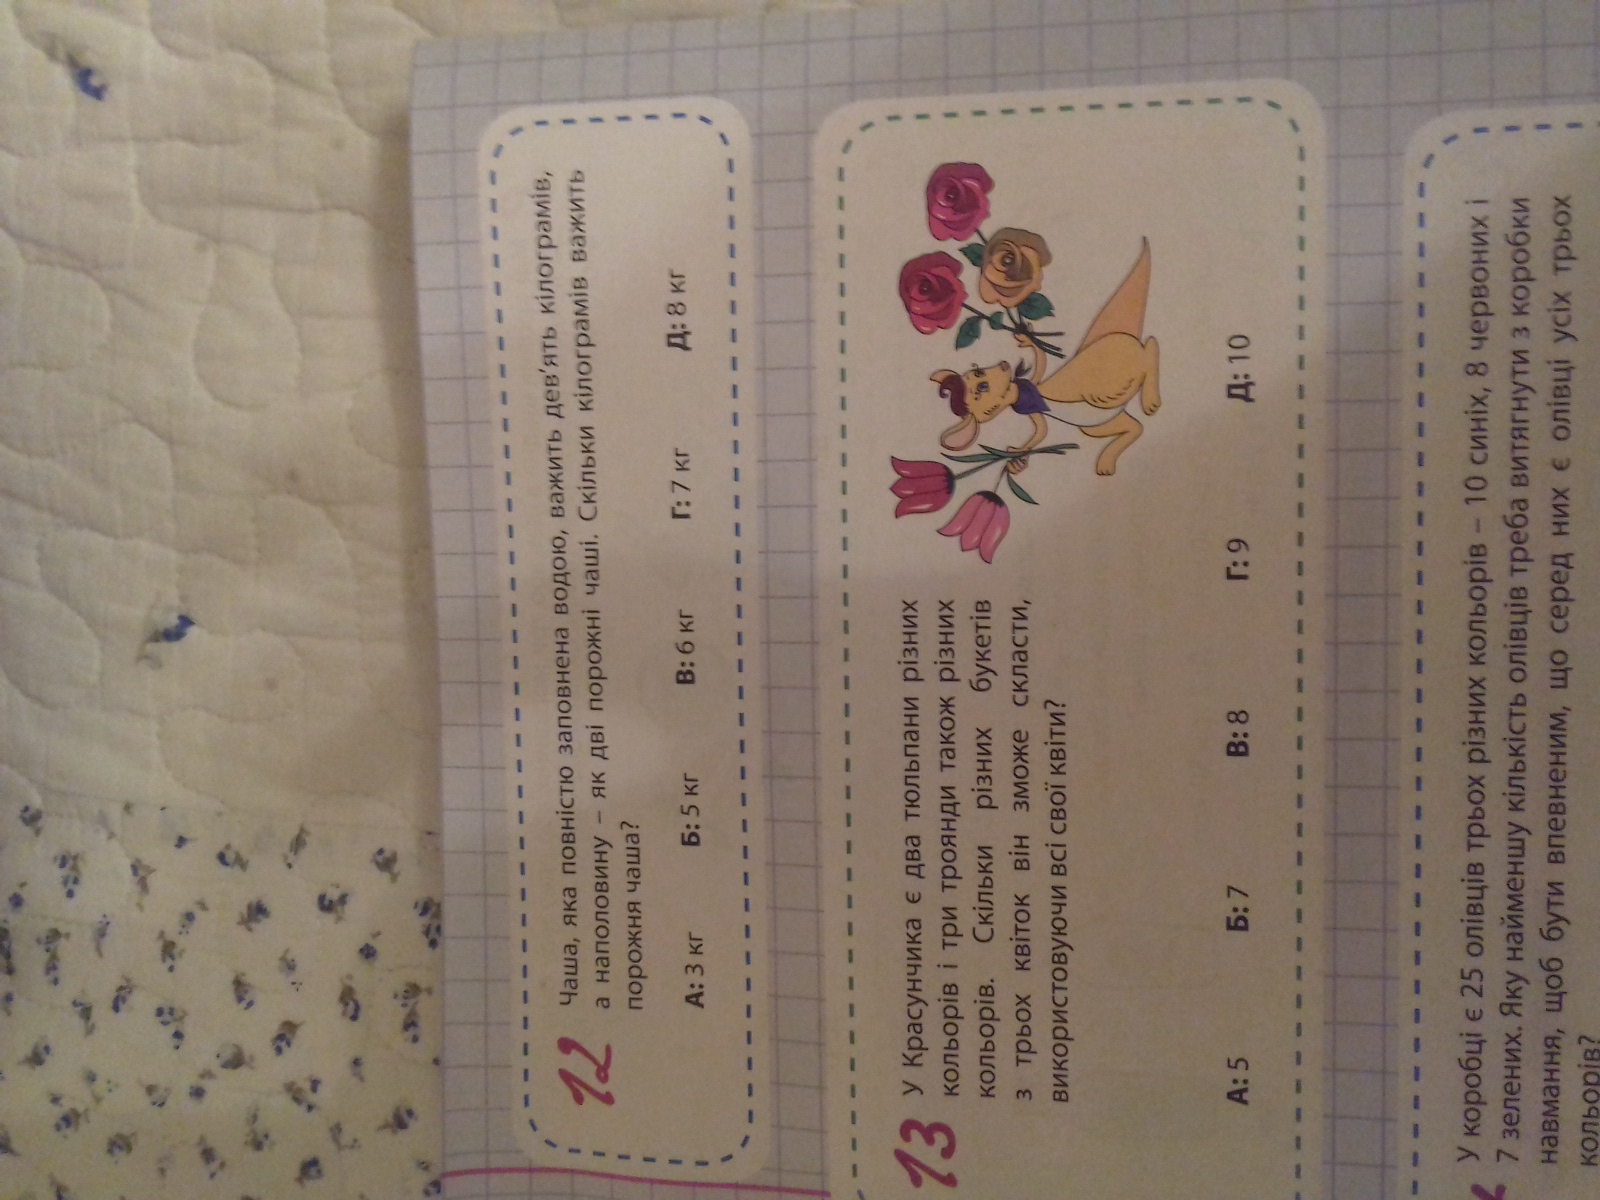 12
Чаша, яка повністю заповнена водою, важить дев'ять кілограмів,
а наполовину – як дві порожні чаші. Скільки кілограмів важить
порожня чаша?
А: 3 кг Б: 5 кг В: 6 кг Г: 7 кг Д: 8 кг
13
У Красунчика є два тюльпани різних
кольорів і три троянди також різних
кольорів. Скільки різних букетів
з трьох квіток він зможе скласти,
використовуючи всі свої квіти?
А: 5 Б: 7 В: 8 Г: 9 Д: 10
У коробці є 25 олівців трьох різних кольорів – 10 синіх, 8 червоних і
7 зелених. Яку найменшу кількість олівців треба витягнути з коробки
навмання, щоб бути впевненим, що серед них є олівці усіх трьох
кольорів?